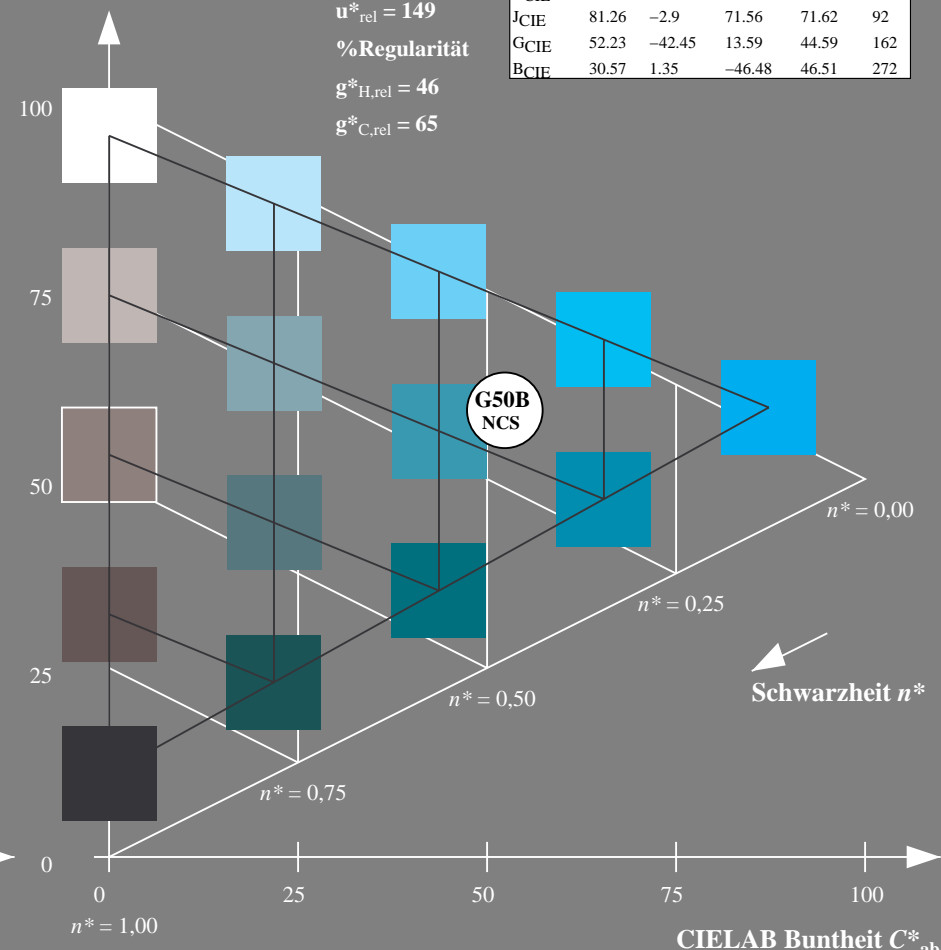 u*rel = 149
%Regularität
g*H,rel = 46
g*C,rel = 65
JCIE 81.26 −2.9 71.56 71.62 92
GCIE 52.23 −42.45 13.59 44.59 162
BCIE 30.57 1.35 −46.48 46.51 272
100
75
G50B
NCS
50
n* = 0,00
n* = 0,25
25
Schwarzheit n*
n* = 0,50
n* = 0,75
0
0 25 50 75 100
n* = 1,00
CIELAB Buntheit C*ab